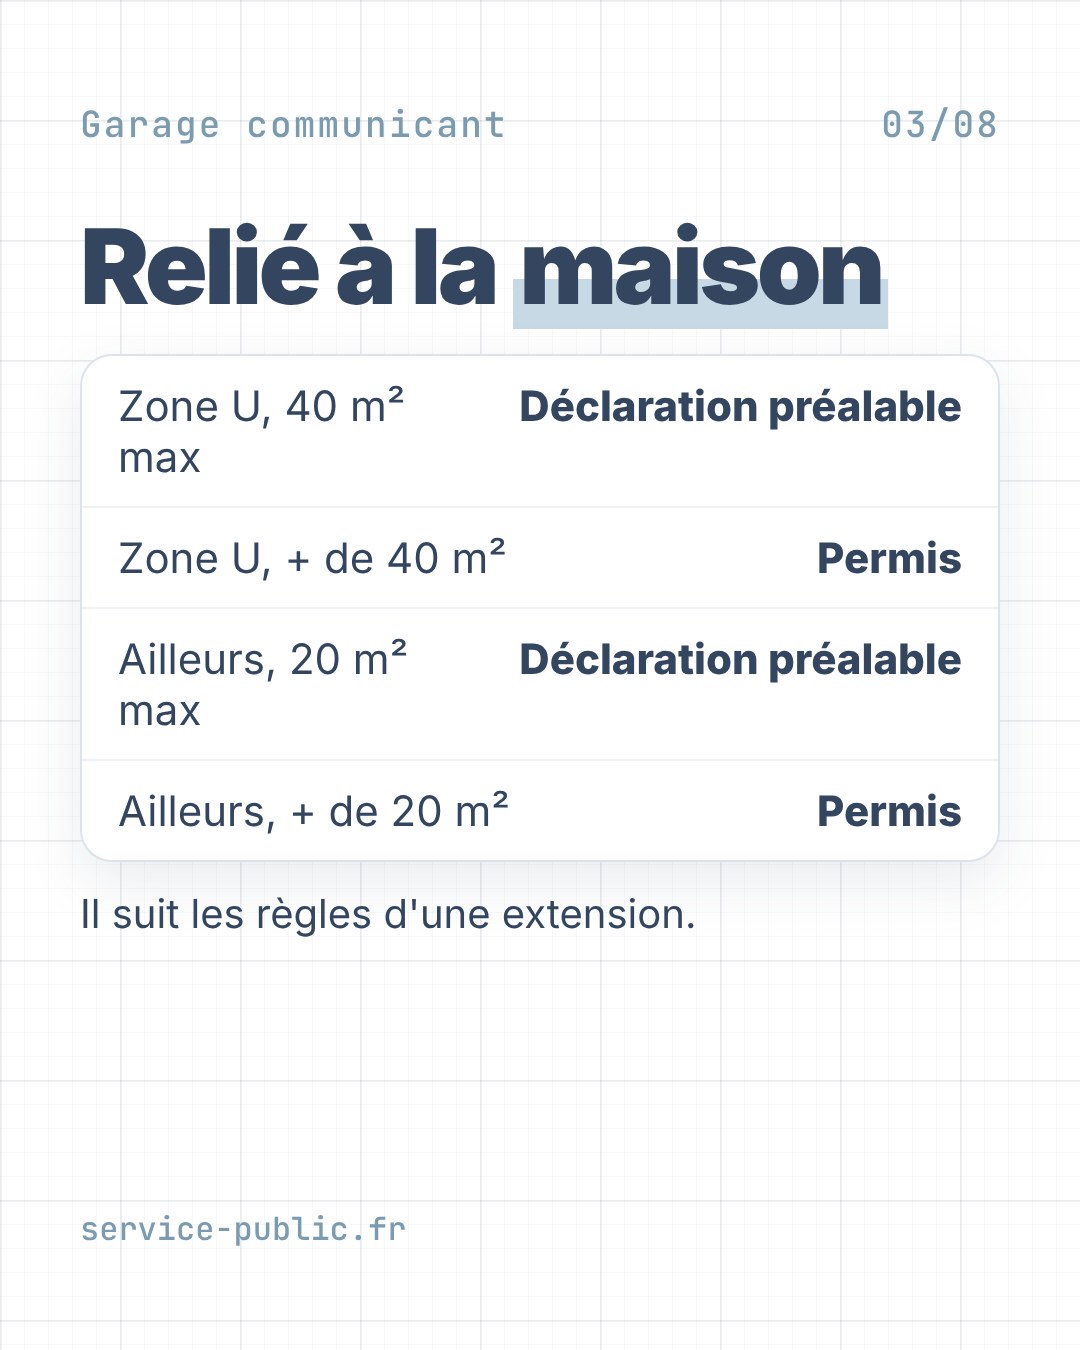 Garage communicant 03/08
Relié à la maison
Zone U, 40 m² Déclaration préalable
max
Zone U, + de 40 m² Permis
Ailleurs, 20 m² Déclaration préalable
max
Ailleurs, + de 20 m² Permis
Il suit les règles d'une extension.
service-public.fr